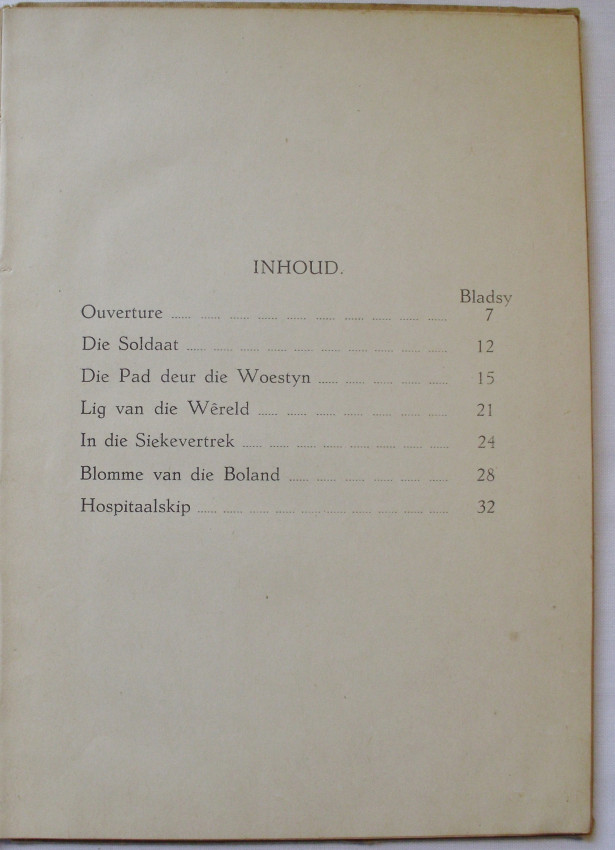 INHOUD.
Bladsy
Ouverture ...... ...... ...... ...... ...... ...... ...... ...... ...... ...... 7
Die Soldaat ...... ...... ...... ...... ...... ...... ...... ...... ...... 12
Die Pad deur die Woestyn ...... ...... ...... ...... ...... 15
Lig van die Wêreld ...... ...... ...... ...... ...... ...... ...... 21
In die Siekevertrek ...... ...... ...... ...... ...... ...... ...... 24
Blomme van die Boland ...... ...... ...... ...... ...... ...... 28
Hospitaalskip ...... ...... ...... ...... ...... ...... ...... ...... ...... 32